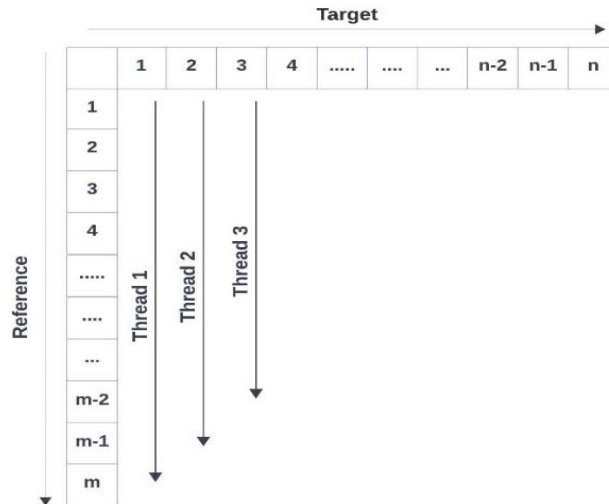 Target
1 2 3 4 ..... .... ... n-2 n-1 n
1
2
3
4
.....
....
...
m-2
m-1
m
Reference
Thread 1
Thread 2
Thread 3